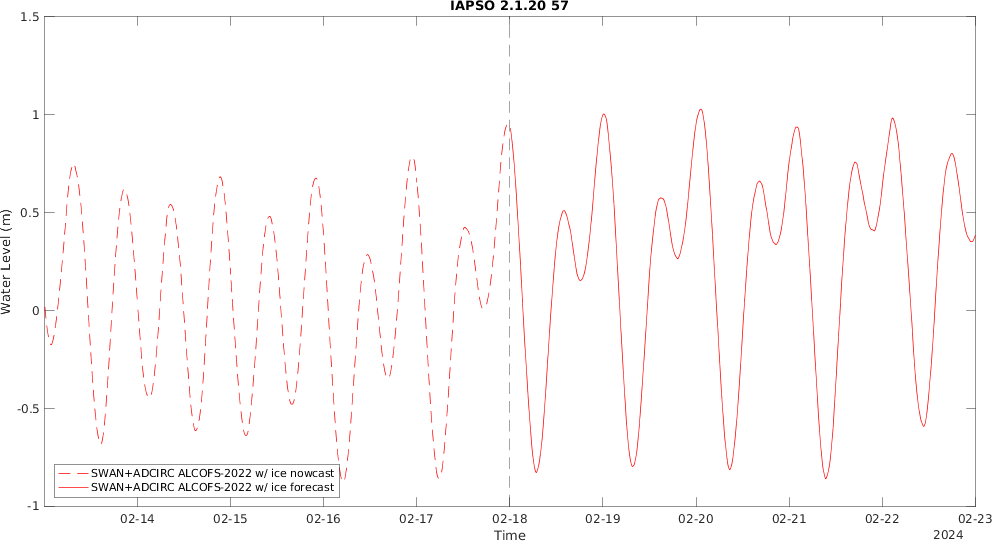 IAPSO 2.1.20 57
1.5
1
0.5
0
-0.5
-1
Water Level (m)
SWAN+ADCIRC ALCOFS-2022 w/ ice nowcast
SWAN+ADCIRC ALCOFS-2022 w/ ice forecast
02-14 02-15 02-16 02-17 02-18 02-19 02-20 02-21 02-22 02-23
Time
2024